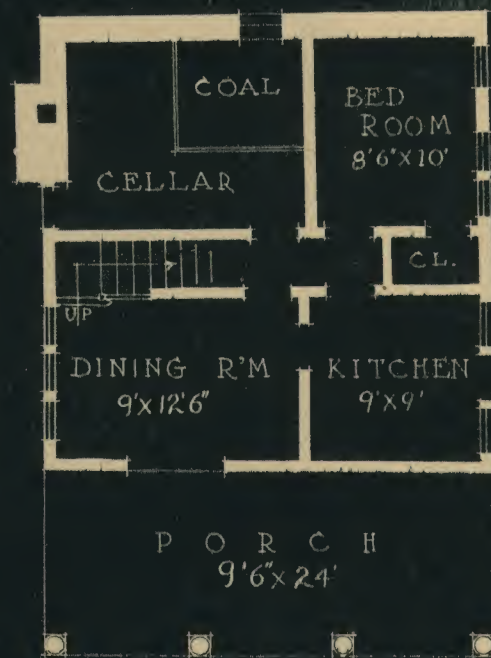 COAL
BED
ROOM
8'6"X10'
CELLAR
CL.
UP
DINING R'M
9'X12'6"
KITCHEN
9'X9'
PORCH
9'6"X24'